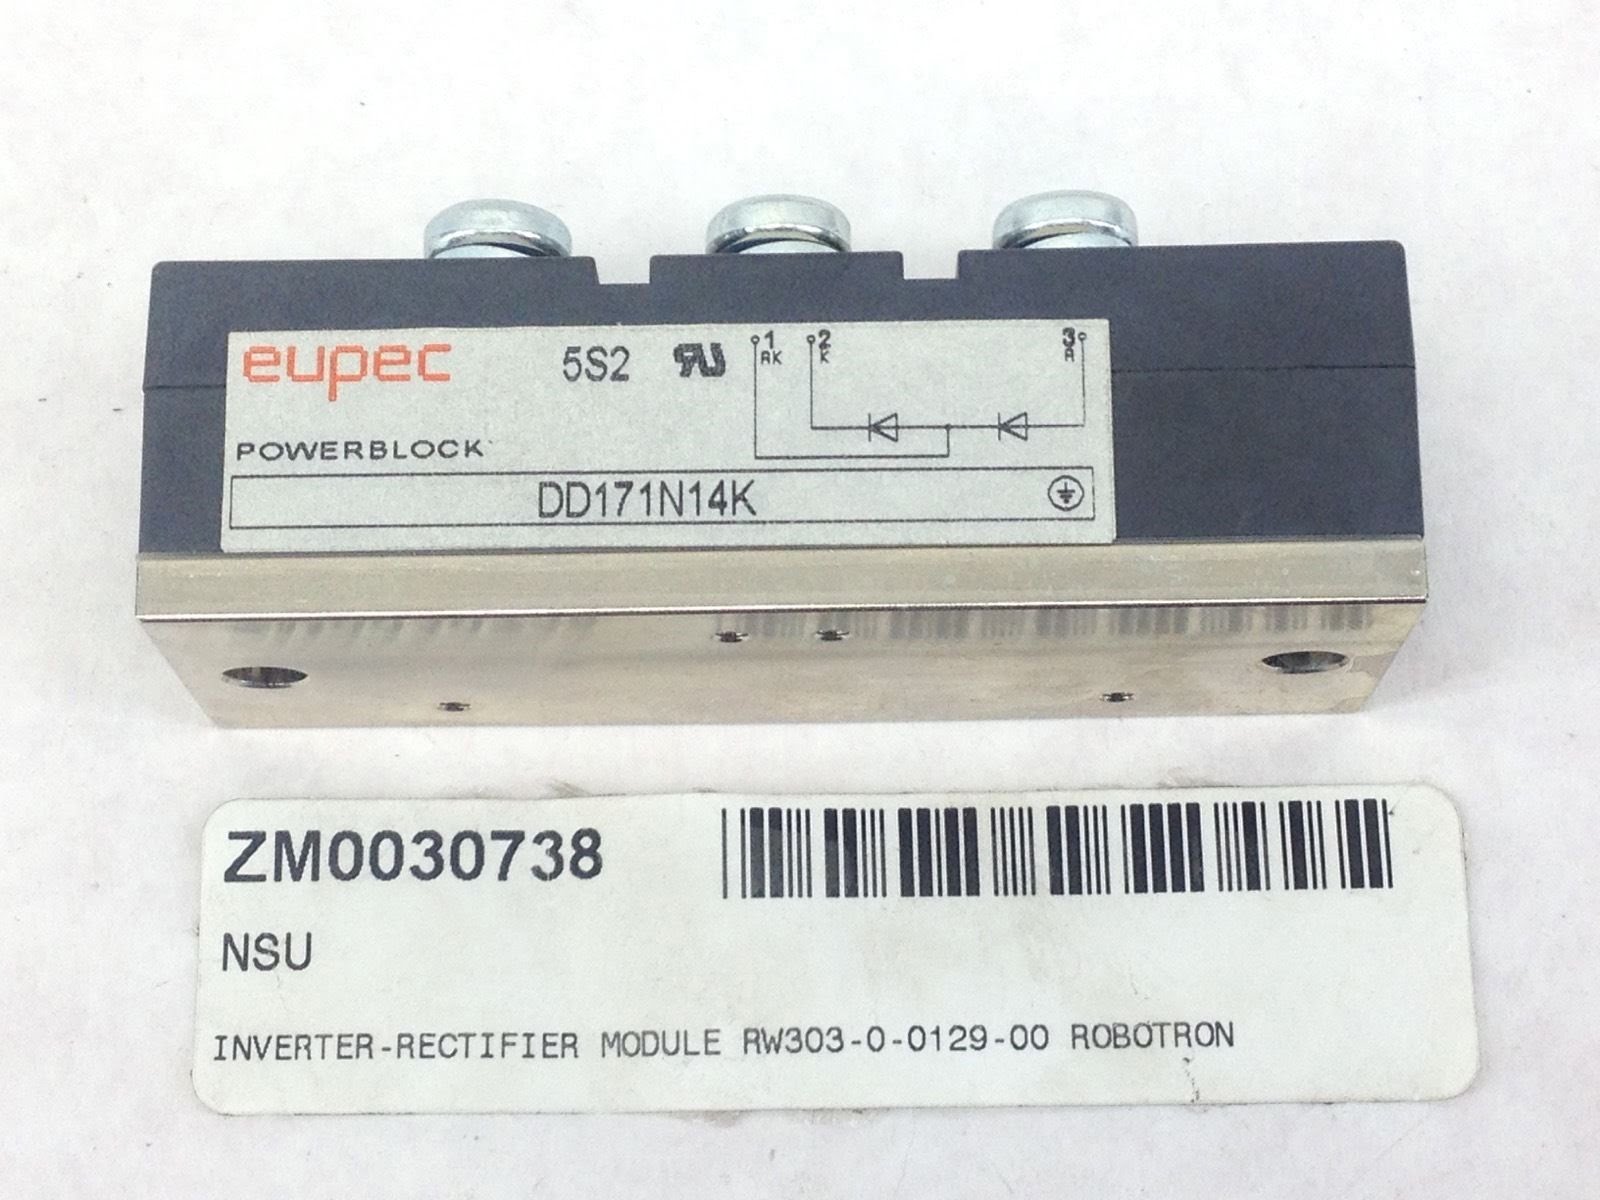 eupec 5S2
1 2 3
AK K A
POWERBLOCK
DD171N14K
ZM0030738
NSU
INVERTER-RECTIFIER MODULE RW303-0-0129-00 ROBOTRON